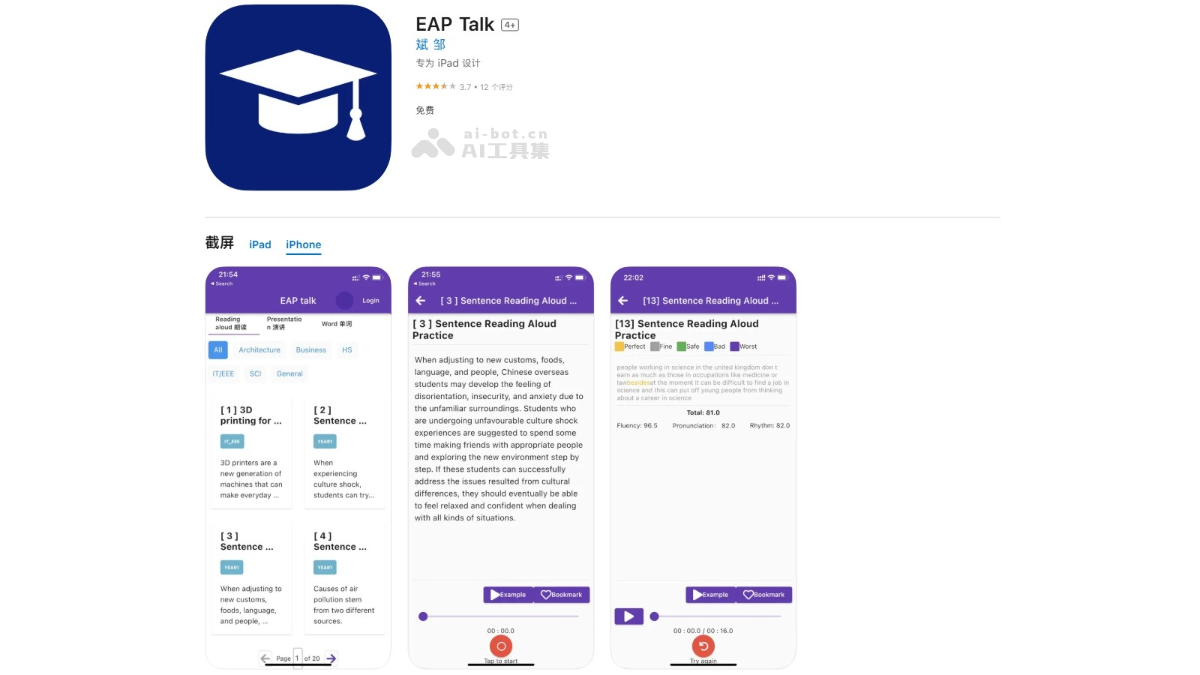 EAP Talk 4+
斌 邹
专为 iPad 设计
3.7 • 12 个评分
免费
ai-bot.cn
AI工具集
截屏 iPad iPhone
21:54
Search
EAP talk Login
Reading aloud 朗读
Presentatio n 演讲
Word 单词
All Architecture Business HS
IT/EEE SCI General
[ 1 ] 3D
printing for ...
IT_EEE
3D printers are a
new generation of
machines that can
make everyday ...
[ 2 ]
Sentence ...
YEAR1
When
experiencing
culture shock,
students can try...
[ 3 ]
Sentence ...
YEAR1
When adjusting to
new customs,
foods, language,
and people, ...
[ 4 ]
Sentence ...
YEAR1
Causes of air
pollution stem
from two different
sources.
Page 1 of 20
21:55
Search
[ 3 ] Sentence Reading Aloud ...
[ 3 ] Sentence Reading Aloud
Practice
When adjusting to new customs, foods,
language, and people, Chinese overseas
students may develop the feeling of
disorientation, insecurity, and anxiety due to
the unfamiliar surroundings. Students who
are undergoing unfavourable culture shock
experiences are suggested to spend some
time making friends with appropriate people
and exploring the new environment step by
step. If these students can successfully
address the issues resulted from cultural
differences, they should eventually be able
to feel relaxed and confident when dealing
with all kinds of situations.
Example Bookmark
00 : 00.0
Tap to start
22:02
[13] Sentence Reading Aloud ...
[13] Sentence Reading Aloud
Practice
Perfect Fine Safe Bad Worst
people working in science in the united kingdom don t
earn as much as those in occupations like medicine or
lawbesidesat the moment it can be difficult to find a job in
science and this can put off young people from thinking
about a career in science
Total: 81.0
Fluency: 96.5 Pronunciation: 82.0 Rhythm: 82.0
Example Bookmark
00 : 00.0 / 00 : 16.0
Try again